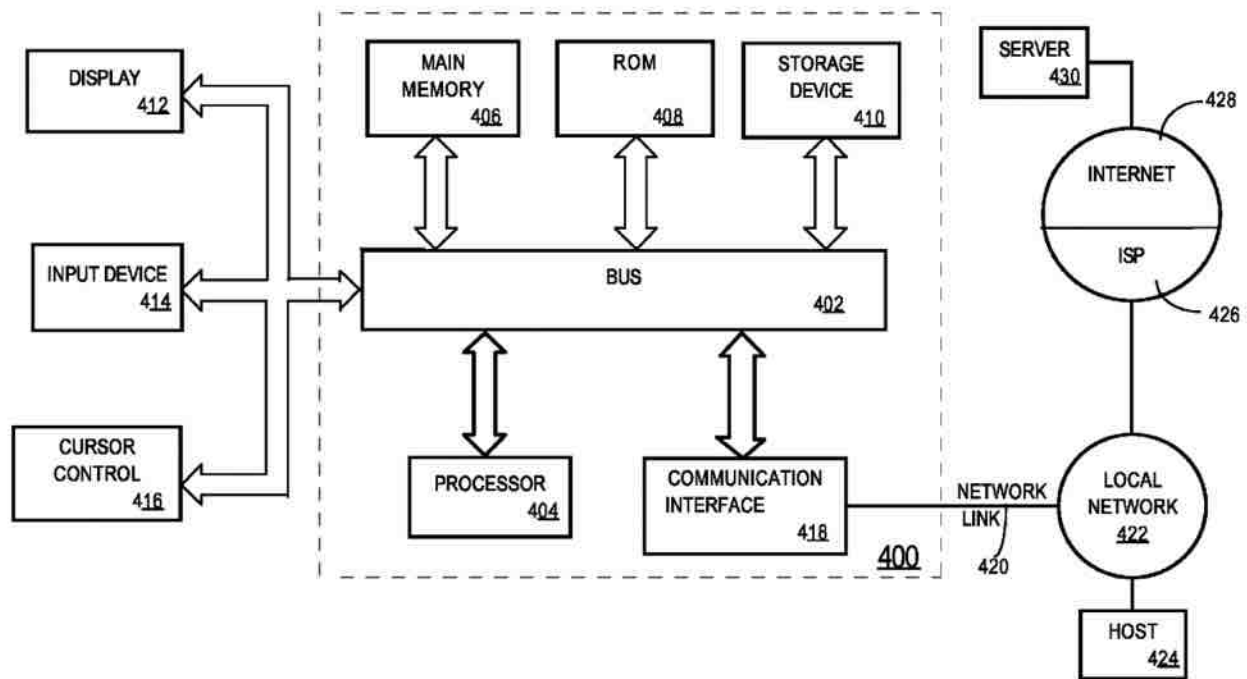 DISPLAY
412
INPUT DEVICE
414
CURSOR
CONTROL
416
MAIN
MEMORY
406
ROM
408
STORAGE
DEVICE
410
BUS
402
PROCESSOR
404
COMMUNICATION
INTERFACE
418
400
SERVER
430
428
INTERNET
ISP
426
NETWORK
LINK
420
LOCAL
NETWORK
422
HOST
424